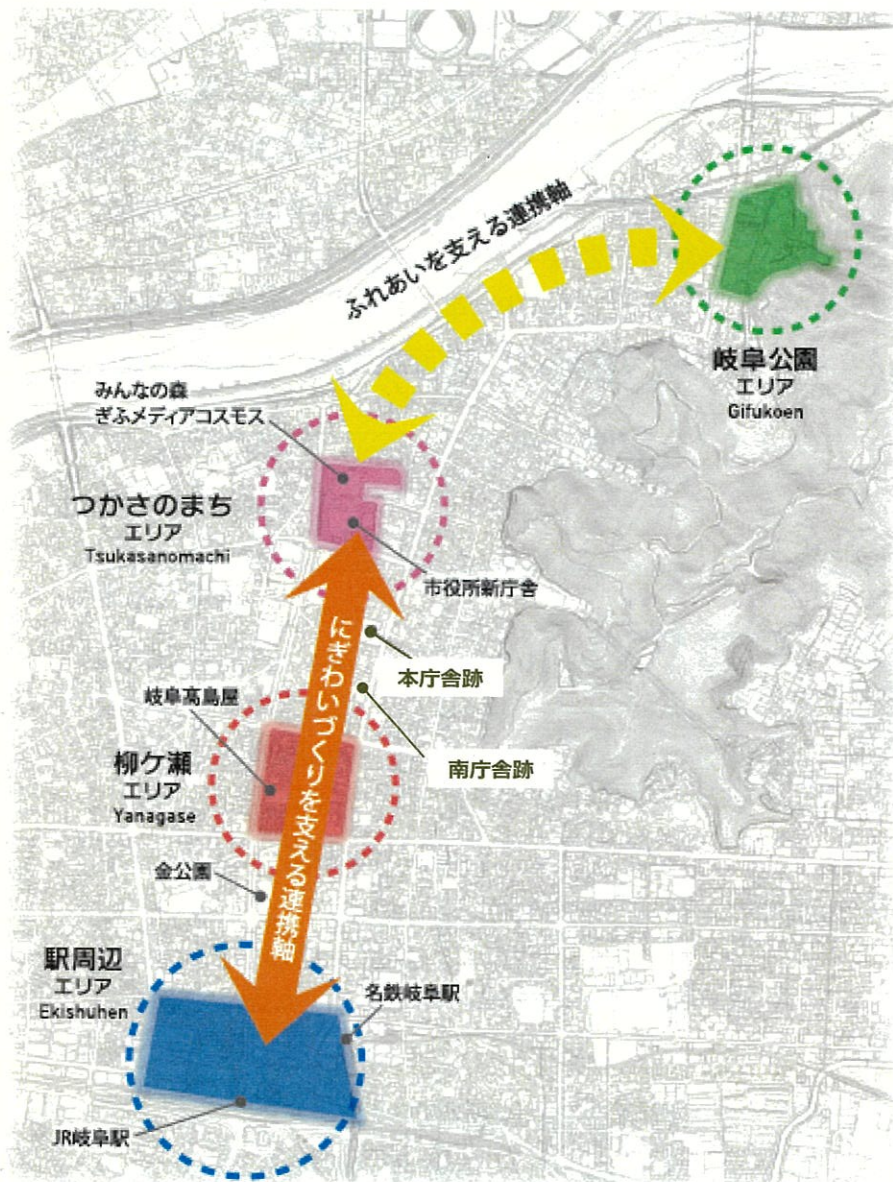 ふれあいを支える連携軸
岐阜公園
エリア
Gifukoen
みんなの森
ぎふメディアコスモス
つかさのまち
エリア
Tsukasanomachi
市役所新庁舎
にぎわいづくりを支える連携軸
本庁舎跡
岐阜髙島屋
南庁舎跡
柳ケ瀬
エリア
Yanagase
金公園
駅周辺
エリア
Ekishuhen
名鉄岐阜駅
JR岐阜駅